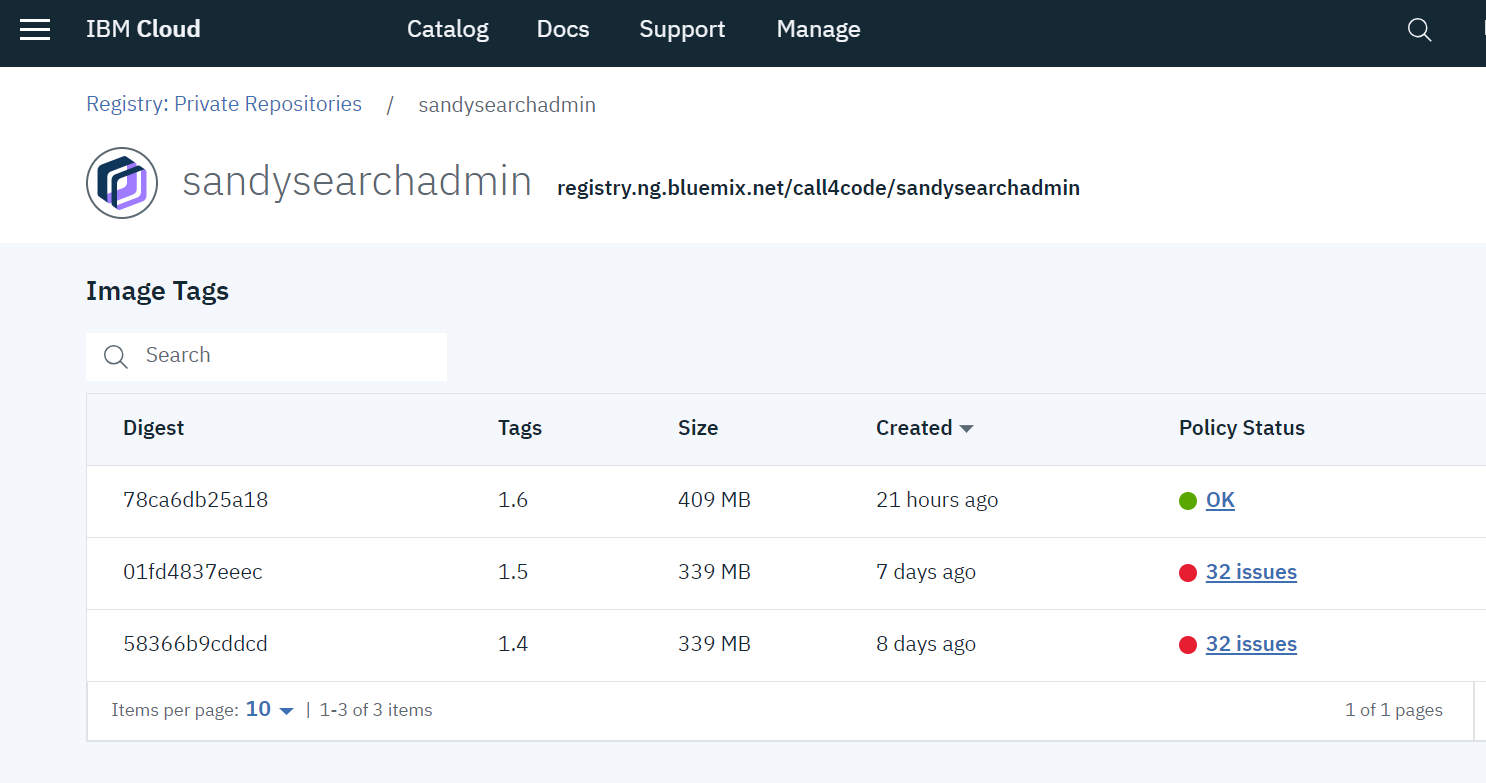 IBM Cloud Catalog Docs Support Manage
Registry: Private Repositories / sandysearchadmin
sandysearchadmin registry.ng.bluemix.net/call4code/sandysearchadmin
Image Tags
Search
Digest Tags Size Created Policy Status
78ca6db25a18 1.6 409 MB 21 hours ago OK
01fd4837eeec 1.5 339 MB 7 days ago 32 issues
58366b9cddcd 1.4 339 MB 8 days ago 32 issues
Items per page: 10 | 1-3 of 3 items 1 of 1 pages